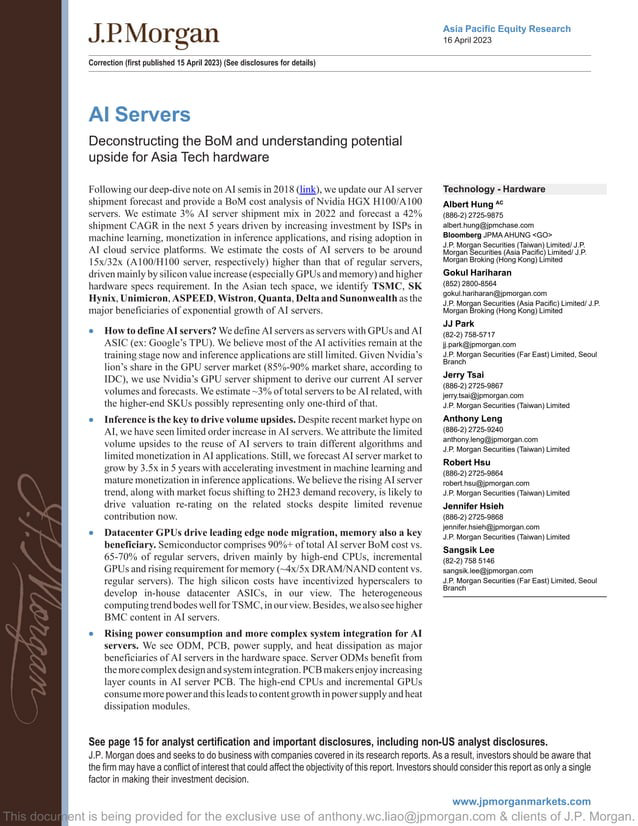 J.P.Morgan
Asia Pacific Equity Research
16 April 2023
Correction (first published 15 April 2023) (See disclosures for details)
AI Servers
Deconstructing the BoM and understanding potential
upside for Asia Tech hardware
Following our deep-dive note on AI semis in 2018 (link), we update our AI server
shipment forecast and provide a BoM cost analysis of Nvidia HGX H100/A100
servers. We estimate 3% AI server shipment mix in 2022 and forecast a 42%
shipment CAGR in the next 5 years driven by increasing investment by ISPs in
machine learning, monetization in inference applications, and rising adoption in
AI cloud service platforms. We estimate the costs of AI servers to be around
15x/32x (A100/H100 server, respectively) higher than that of regular servers,
driven mainly by silicon value increase (especially GPUs and memory) and higher
hardware specs requirement. In the Asian tech space, we identify TSMC, SK
Hynix, Unimicron, ASPEED, Wistron, Quanta, Delta and Sunonwealth as the
major beneficiaries of exponential growth of AI servers.
● How to define AI servers? We define AI servers as servers with GPUs and AI
ASIC (ex: Google's TPU). We believe most of the activities remain at the
training stage now and inference applications are still limited. Given Nvidia's
lion's share in the GPU server market (85%-90% market share, according to
IDC), we use Nvidia's GPU server shipment to derive our current AI server
volumes and forecasts. We estimate ~3% of total servers to be AI related, with
the higher-end SKUs possibly representing only one-third of that.
● Inference is the key to drive volume upsides. Despite recent market hype on
AI, we have seen limited order increase in AI servers. We attribute the limited
volume upsides to the reuse of AI servers to train different algorithms and
limited monetization in AI applications. Still, we forecast AI server market to
grow by 3.5x in 5 years with accelerating investment in machine learning and
mature monetization in inference applications. We believe the rising AI server
trend, along with market focus shifting to 2H23 demand recovery, is likely to
drive valuation re-rating on the related stocks despite limited revenue
contribution now.
● Datacenter GPUs drive leading edge node migration, memory also a key
beneficiary. Semiconductor comprises 90%+ of total AI server BoM cost vs.
65-70% of regular servers, driven mainly by high-end CPUs, incremental
GPUs and rising requirement for memory (~4x/5x DRAM/NAND content vs.
regular servers). The high silicon costs have incentivized hyperscalers to
develop in-house datacenter ASICs, in our view. The heterogeneous
computing trend bodes well for TSMC, in our view. Besides, we also see higher
BMC content in AI servers.
● Rising power consumption and more complex system integration for AI
servers. We see ODM, PCB, power supply, and heat dissipation as major
beneficiaries of AI servers in the hardware space. Server ODMs benefit from
the more complex design and system integration. PCB makers enjoy increasing
layer counts in AI server PCB. The high-end CPUs and incremental GPUs
consume more power and this leads to content growth in power supply and heat
dissipation modules.
Technology - Hardware
Albert Hung AC
(886-2) 2725-9875
albert.hung@jpmchase.com
Bloomberg JPMA AHUNG <GO>
J.P. Morgan Securities (Taiwan) Limited/ J.P.
Morgan Securities (Asia Pacific) Limited/ J.P.
Morgan Broking (Hong Kong) Limited
Gokul Hariharan
(852) 2800-8564
gokul.hariharan@jpmorgan.com
J.P. Morgan Securities (Asia Pacific) Limited/ J.P.
Morgan Broking (Hong Kong) Limited
JJ Park
(82-2) 758-5717
jj.park@jpmorgan.com
J.P. Morgan Securities (Far East) Limited, Seoul
Branch
Jerry Tsai
(886-2) 2725-9867
jerry.tsai@jpmorgan.com
J.P. Morgan Securities (Taiwan) Limited
Anthony Leng
(886-2) 2725-9240
anthony.leng@jpmorgan.com
J.P. Morgan Securities (Taiwan) Limited
Robert Hsu
(886-2) 2725-9864
robert.hsu@jpmorgan.com
J.P. Morgan Securities (Taiwan) Limited
Jennifer Hsieh
(886-2) 2725-9868
jennifer.hsieh@jpmorgan.com
J.P. Morgan Securities (Taiwan) Limited
Sangsik Lee
(82-2) 758 5146
sangsik.lee@jpmorgan.com
J.P. Morgan Securities (Far East) Limited, Seoul
Branch
J.P. Morgan
See page 15 for analyst certification and important disclosures, including non-US analyst disclosures.
J.P. Morgan does and seeks to do business with companies covered in its research reports. As a result, investors should be aware that
the firm may have a conflict of interest that could affect the objectivity of this report. Investors should consider this report as only a single
factor in making their investment decision.
www.jpmorganmarkets.com
This document is being provided for the exclusive use of anthony.wc.liao@jpmorgan.com & clients of J.P. Morgan.